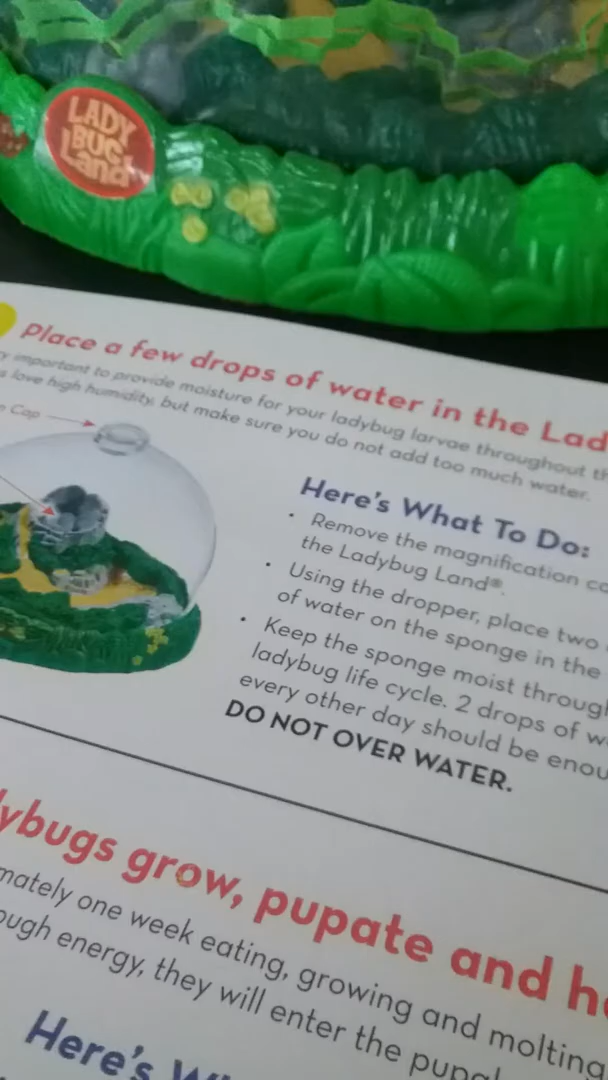 LADY
BUG
Land
Place a few drops of water in the Lad
important to provide moisture for your ladybug larvae throughout th
love high humidity, but make sure you do not add too much water.
Cap
Here's What To Do:
• Remove the magnification ca
the Ladybug Land®.
• Using the dropper, place two
of water on the sponge in the
• Keep the sponge moist through
ladybug life cycle. 2 drops of w
every other day should be enou
DO NOT OVER WATER.
ybugs grow, pupate and h
mately one week eating, growing and molting
ough energy, they will enter the pupal
Here's W